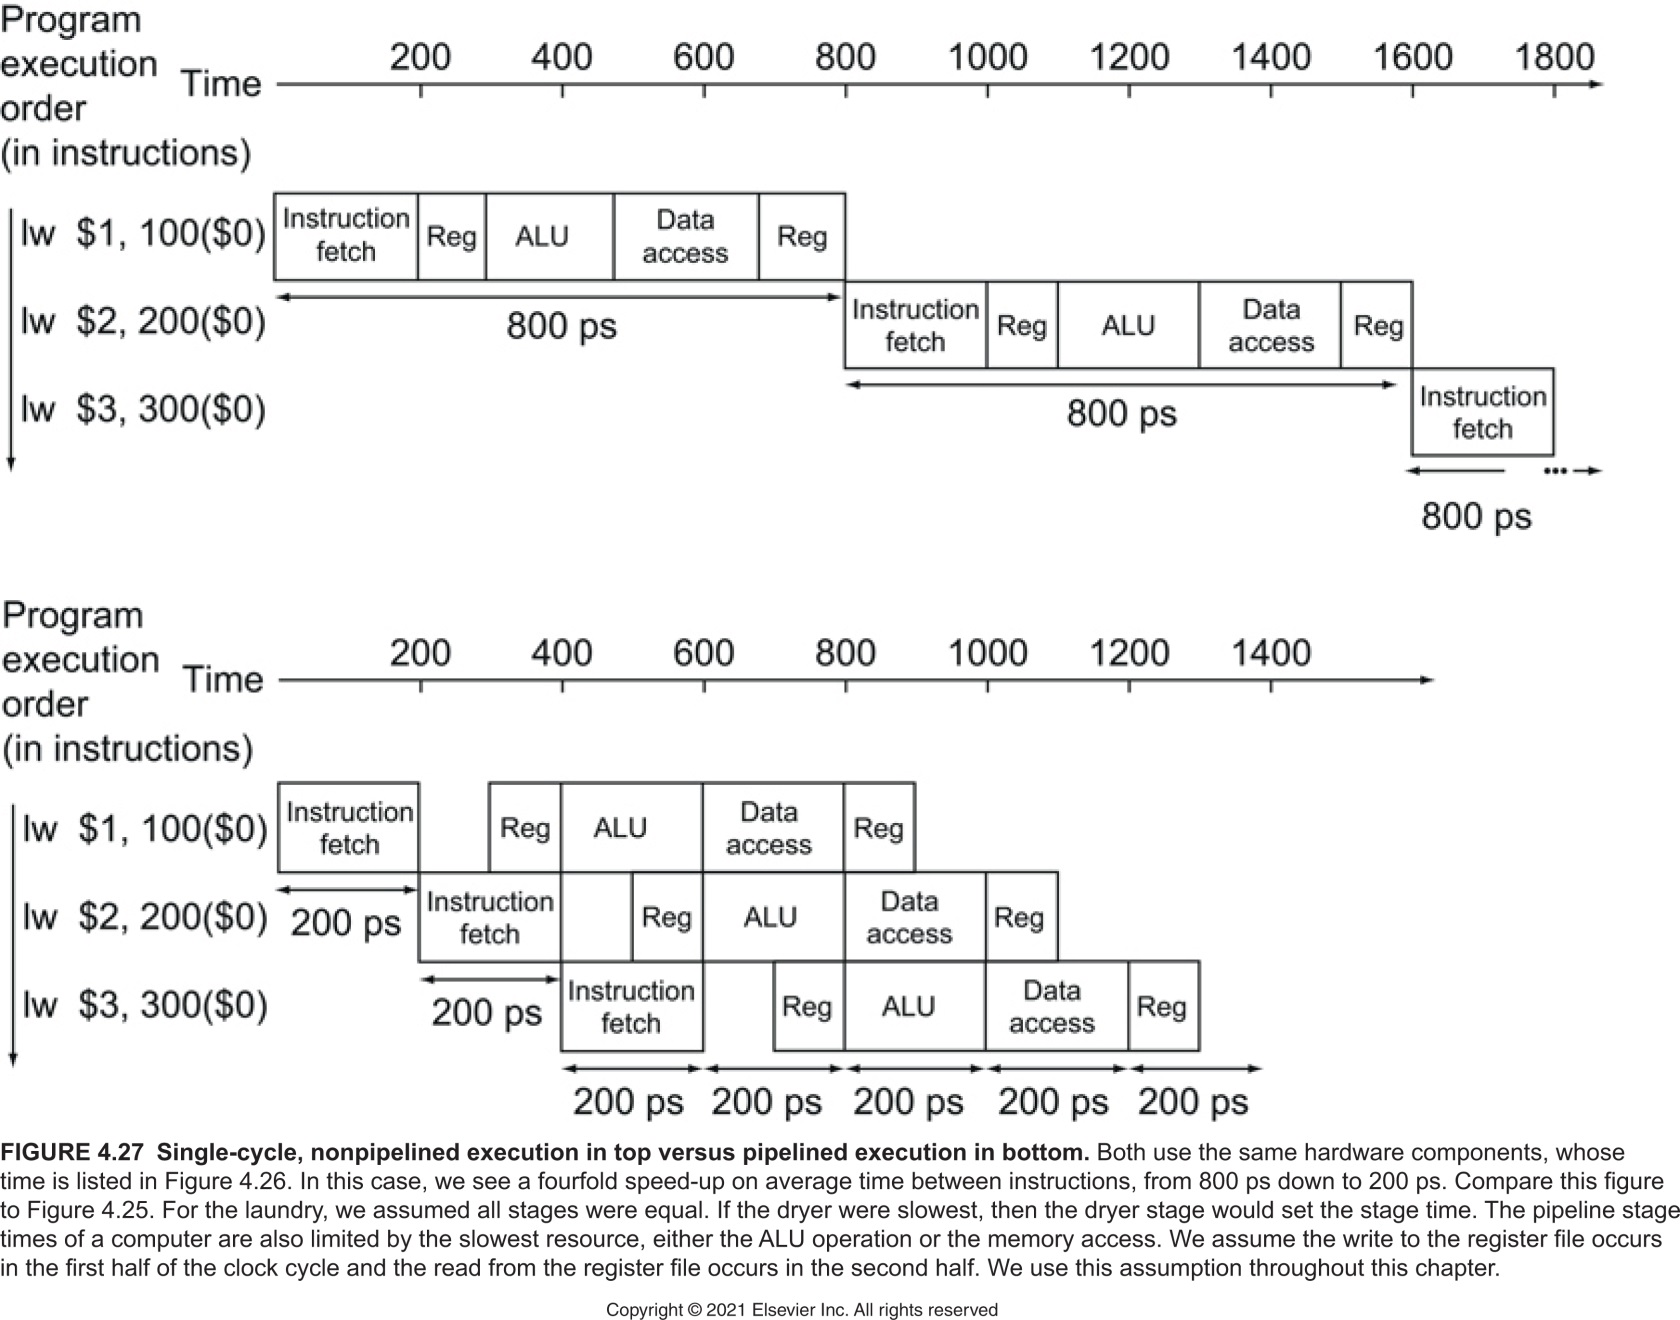 Program
execution
order
(in instructions)
Time
200 400 600 800 1000 1200 1400 1600 1800
lw $1, 100($0)
Instruction
fetch
Reg
ALU
Data
access
Reg
800 ps
lw $2, 200($0)
Instruction
fetch
Reg
ALU
Data
access
Reg
800 ps
lw $3, 300($0)
Instruction
fetch
...
800 ps
Program
execution
order
(in instructions)
Time
200 400 600 800 1000 1200 1400
lw $1, 100($0)
Instruction
fetch
Reg
ALU
Data
access
Reg
200 ps
lw $2, 200($0)
Instruction
fetch
Reg
ALU
Data
access
Reg
200 ps
lw $3, 300($0)
Instruction
fetch
Reg
ALU
Data
access
Reg
200 ps 200 ps 200 ps 200 ps 200 ps
FIGURE 4.27 Single-cycle, nonpipelined execution in top versus pipelined execution in bottom. Both use the same hardware components, whose
time is listed in Figure 4.26. In this case, we see a fourfold speed-up on average time between instructions, from 800 ps down to 200 ps. Compare this figure
to Figure 4.25. For the laundry, we assumed all stages were equal. If the dryer were slowest, then the dryer stage would set the stage time. The pipeline stage
times of a computer are also limited by the slowest resource, either the ALU operation or the memory access. We assume the write to the register file occurs
in the first half of the clock cycle and the read from the register file occurs in the second half. We use this assumption throughout this chapter.
Copyright © 2021 Elsevier Inc. All rights reserved